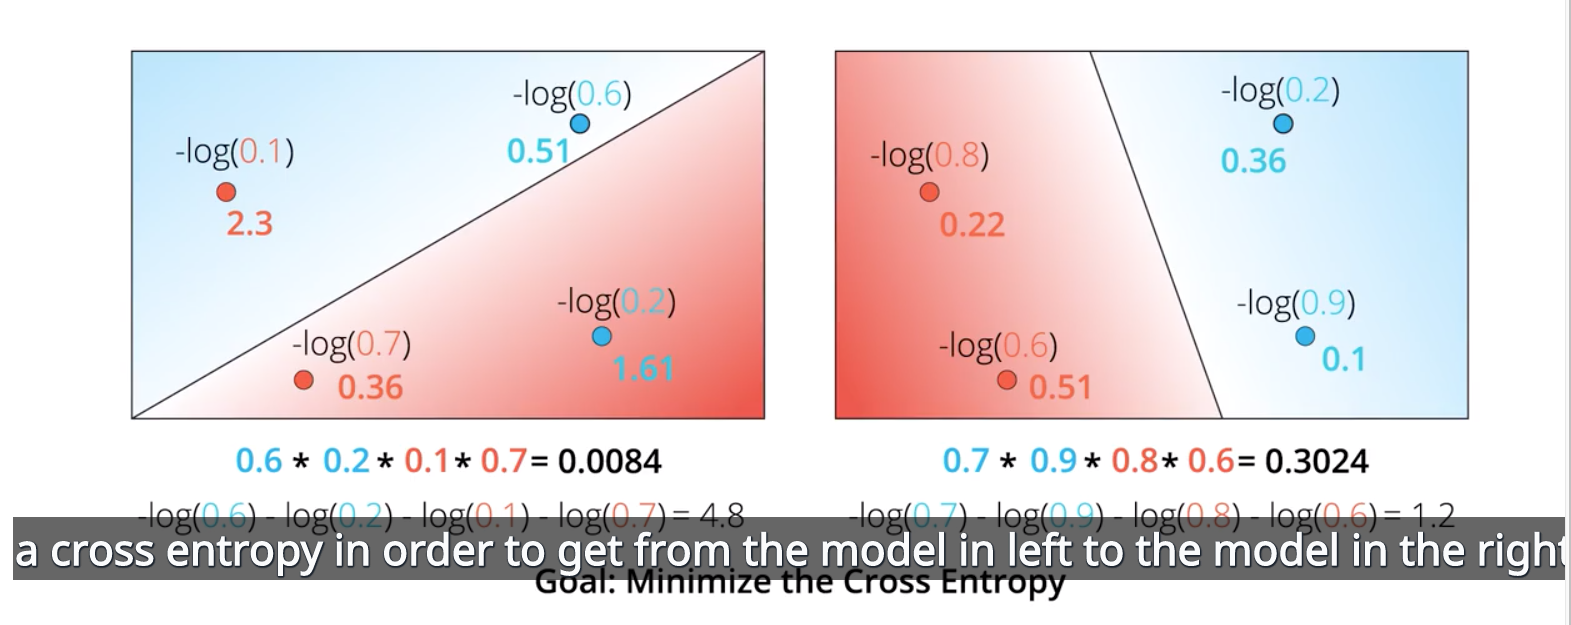 -log(0.6)
0.51
-log(0.1)
2.3
-log(0.2)
1.61
-log(0.7)
0.36
0.6 * 0.2 * 0.1 * 0.7 = 0.0084
-log(0.6) - log(0.2) - log(0.1) - log(0.7) = 4.8
-log(0.2)
0.36
-log(0.8)
0.22
-log(0.9)
0.1
-log(0.6)
0.51
0.7 * 0.9 * 0.8 * 0.6 = 0.3024
-log(0.7) - log(0.9) - log(0.8) - log(0.6) = 1.2
a cross entropy in order to get from the model in left to the model in the right
Goal: Minimize the Cross Entropy